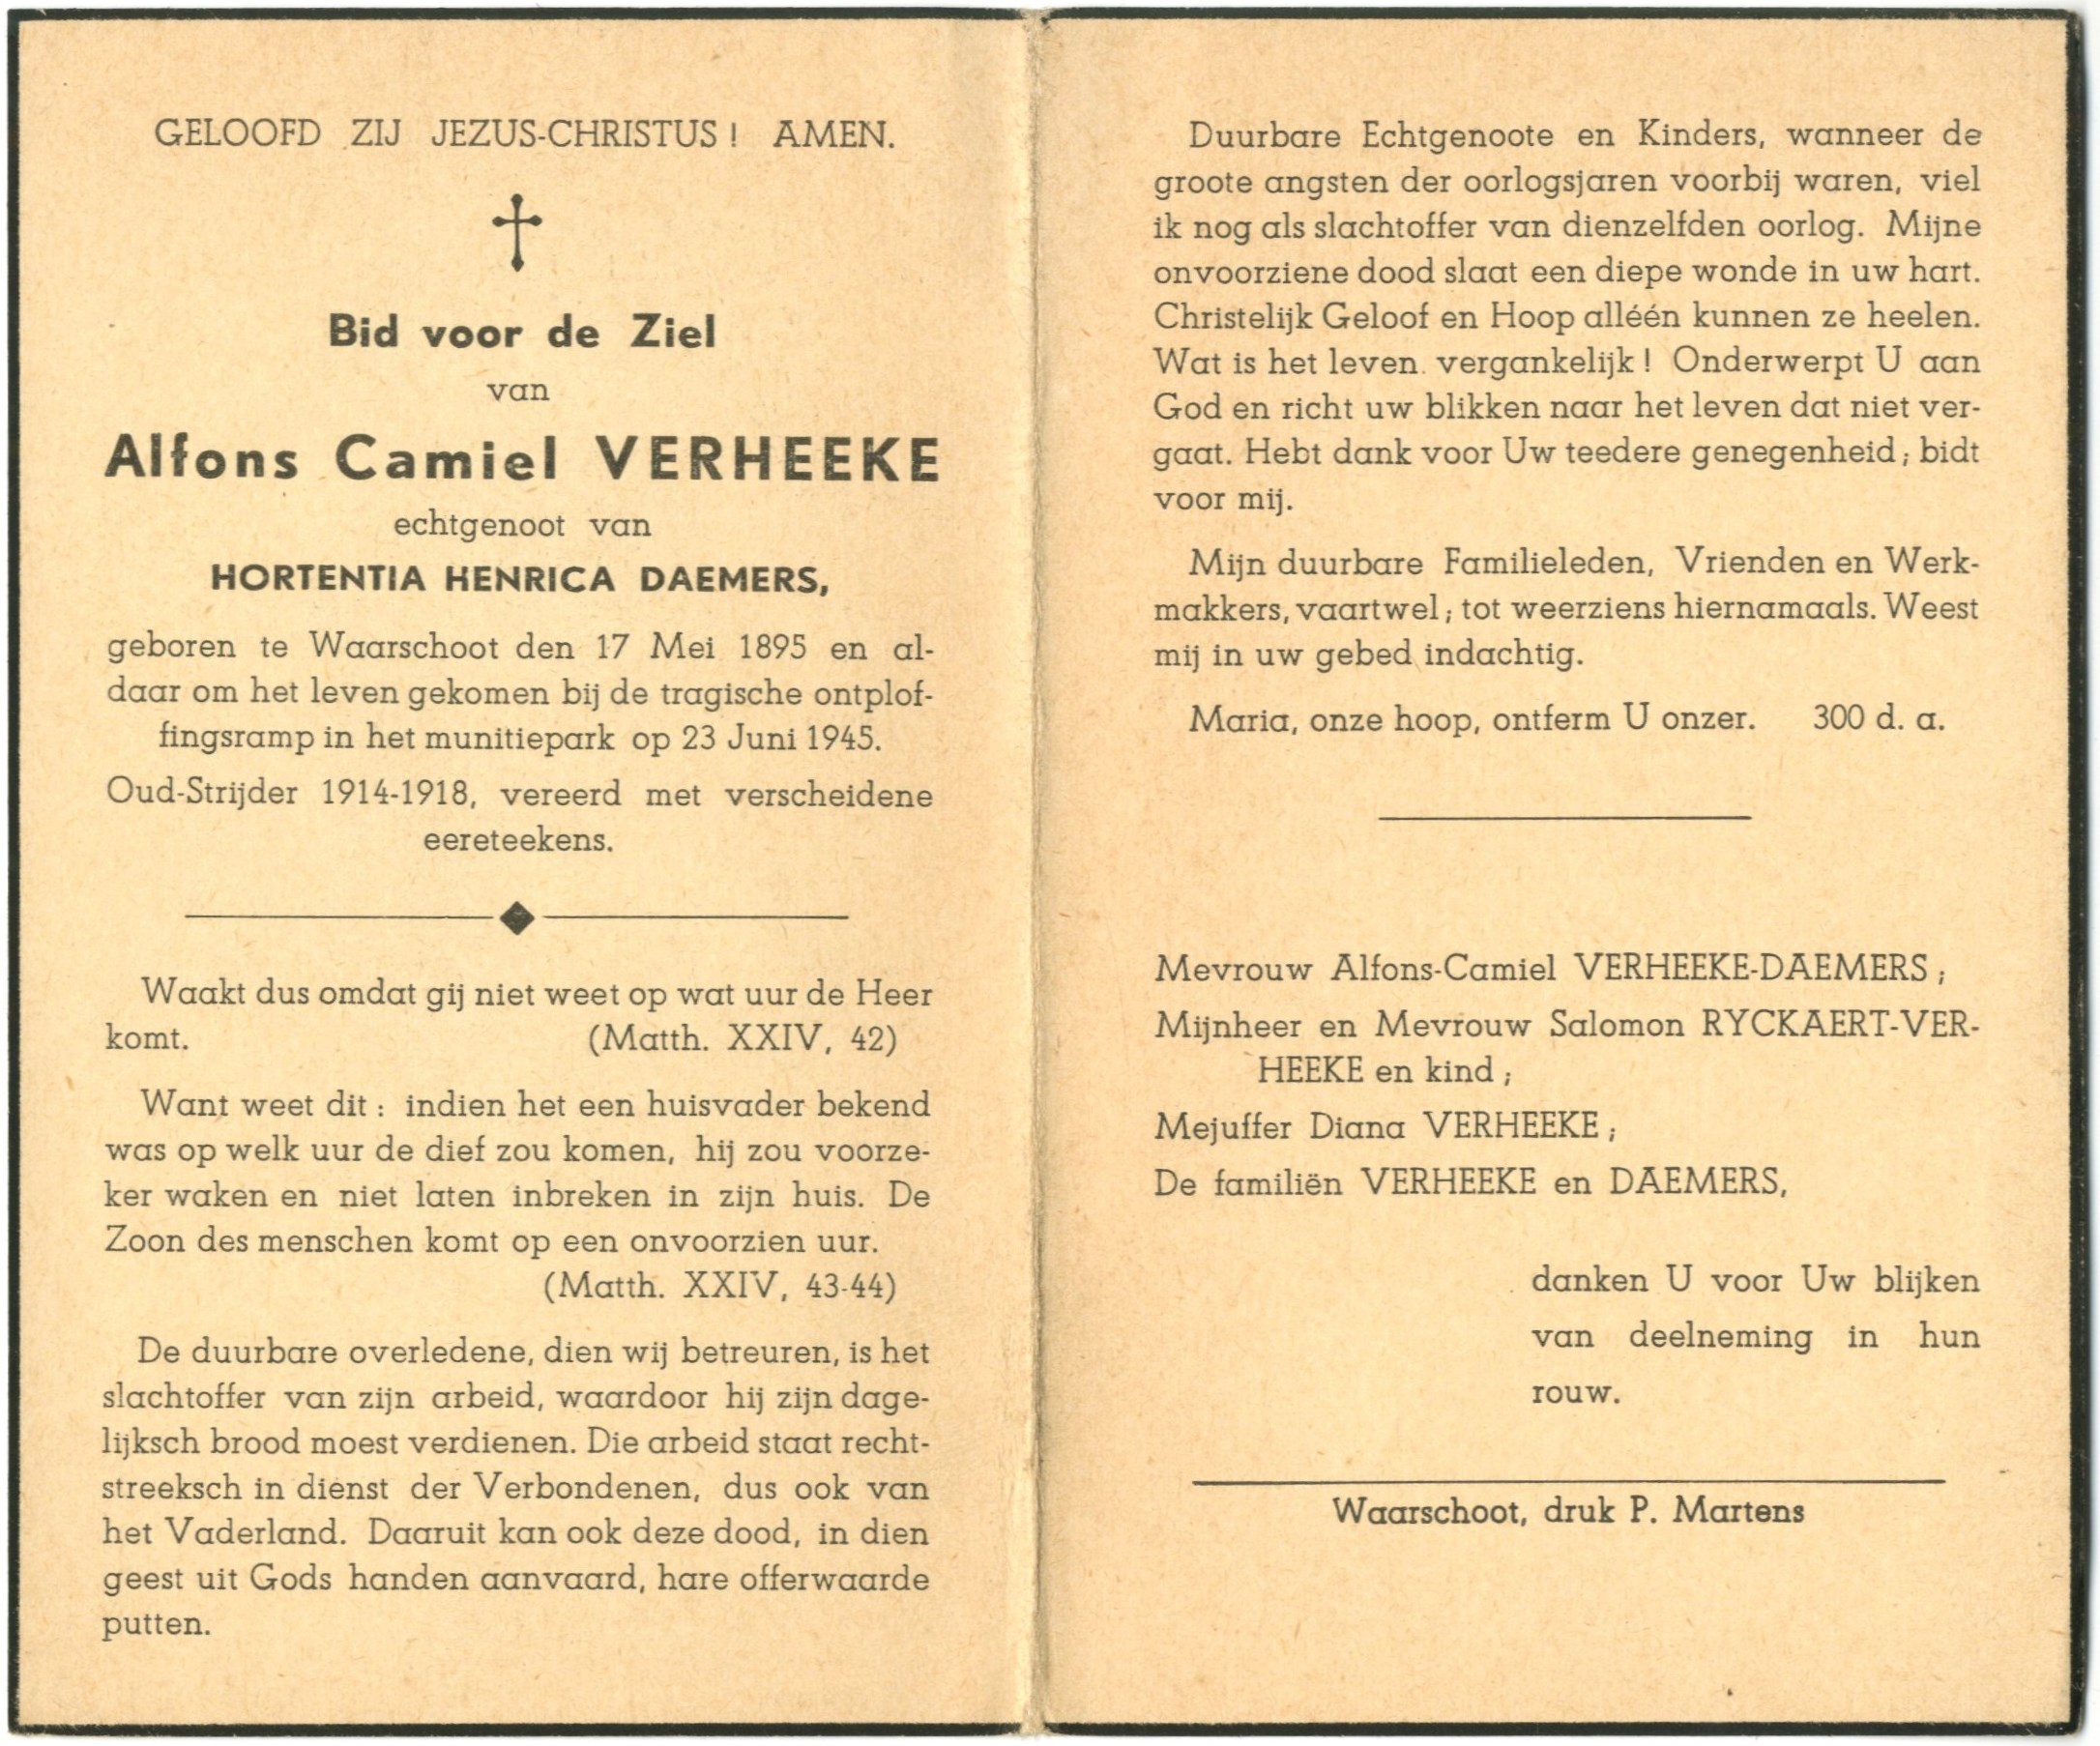 GELOOFD ZIJ JEZUS-CHRISTUS! AMEN.
Bid voor de Ziel
van
Alfons Camiel VERHEEKE
echtgenoot van
HORTENTIA HENRICA DAEMERS,
geboren te Waarschoot den 17 Mei 1895 en al-
daar om het leven gekomen bij de tragische ontplof-
fingsramp in het munitiepark op 23 Juni 1945.
Oud-Strijder 1914-1918, vereerd met verscheidene
eereteekens.
Waakt dus omdat gij niet weet op wat uur de Heer
komt. (Matth. XXIV, 42)
Want weet dit : indien het een huisvader bekend
was op welk uur de dief zou komen, hij zou voorze-
ker waken en niet laten inbreken in zijn huis. De
Zoon des menschen komt op een onvoorzien uur.
(Matth. XXIV, 43-44)
De duurbare overledene, dien wij betreuren, is het
slachtoffer van zijn arbeid, waardoor hij zijn dage-
lijksch brood moest verdienen. Die arbeid staat recht-
streeksch in dienst der Verbondenen, dus ook van
het Vaderland. Daaruit kan ook deze dood, in dien
geest uit Gods handen aanvaard, hare offerwaarde
putten.
Duurbare Echtgenoote en Kinders, wanneer de
groote angsten der oorlogsjaren voorbij waren, viel
ik nog als slachtoffer van dienzelfden oorlog. Mijne
onvoorziene dood slaat een diepe wonde in uw hart.
Christelijk Geloof en Hoop alléén kunnen ze heelen.
Wat is het leven vergankelijk ! Onderwerpt U aan
God en richt uw blikken naar het leven dat niet ver-
gaat. Hebt dank voor Uw teedere genegenheid ; bidt
voor mij.
Mijn duurbare Familieleden, Vrienden en Werk-
makkers, vaartwel ; tot weerziens hiernamaals. Weest
mij in uw gebed indachtig.
Maria, onze hoop, ontferm U onzer. 300 d. a.
Mevrouw Alfons-Camiel VERHEEKE-DAEMERS ;
Mijnheer en Mevrouw Salomon RYCKAERT-VER-
HEEKE en kind ;
Mejuffer Diana VERHEEKE ;
De familiën VERHEEKE en DAEMERS,
danken U voor Uw blijken
van deelneming in hun
rouw.
Waarschoot, druk P. Martens